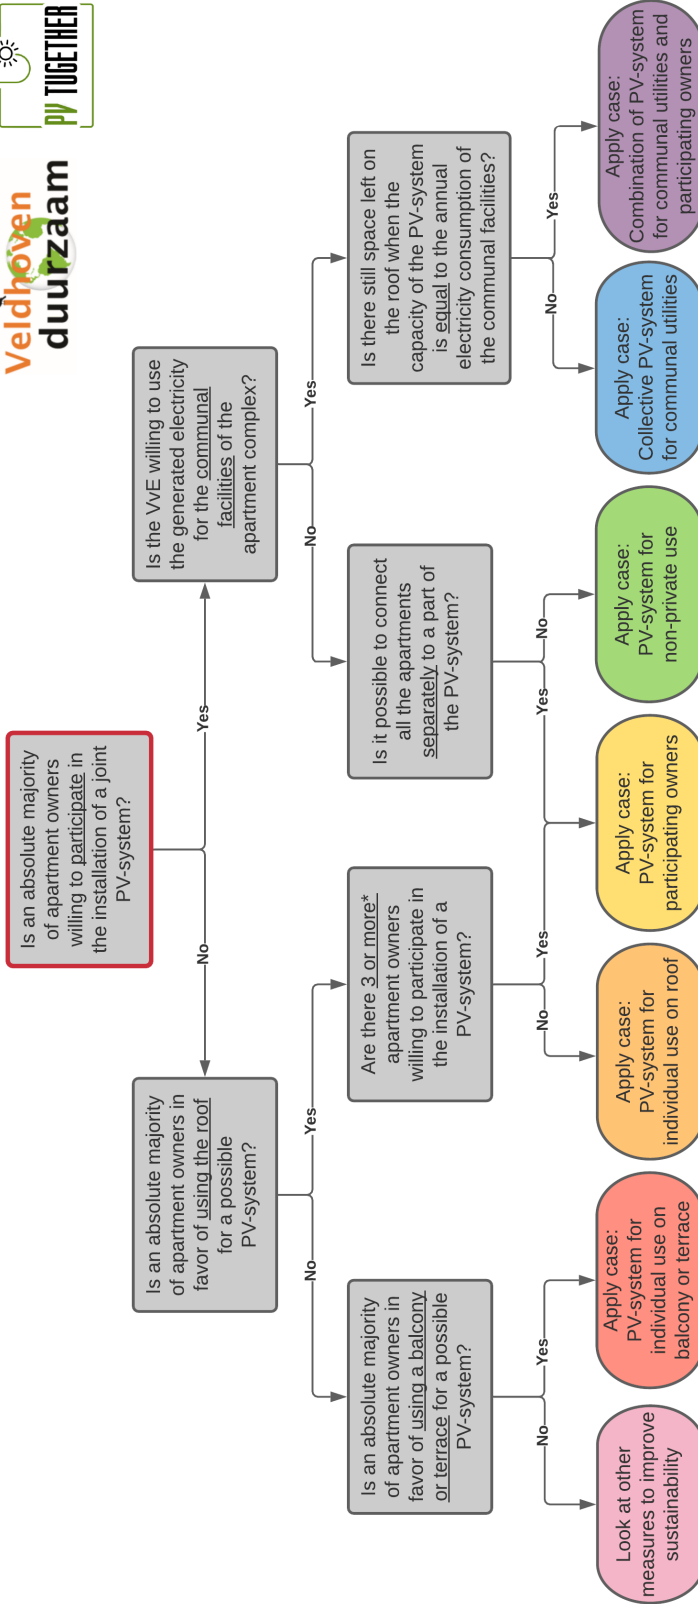 Veldhoven
duurzaam
PV TUGETHER
Is an absolute majority
of apartment owners
willing to participate in
the installation of a joint
PV-system?
No
Yes
Is an absolute majority
of apartment owners in
favor of using the roof
for a possible
PV-system?
Is the VvE willing to use
the generated electricity
for the communal
facilities of the
apartment complex?
No
Yes
No
Yes
Is an absolute majority
of apartment owners in
favor of using a balcony
or terrace for a possible
PV-system?
Are there 3 or more*
apartment owners
willing to participate in
the installation of a
PV-system?
Is it possible to connect
all the apartments
separately to a part of
the PV-system?
Is there still space left on
the roof when the
capacity of the PV-system
is equal to the annual
electricity consumption of
the communal facilities?
No
Yes
No
Yes
Yes
No
No
Yes
Look at other
measures to improve
sustainability
Apply case:
PV-system for
individual use on
balcony or terrace
Apply case:
PV-system for
individual use on roof
Apply case:
PV-system for
participating owners
Apply case:
PV-system for
non-private use
Apply case:
Collective PV-system
for communal utilities
Apply case:
Combination of PV-system
for communal utilities and
participating owners